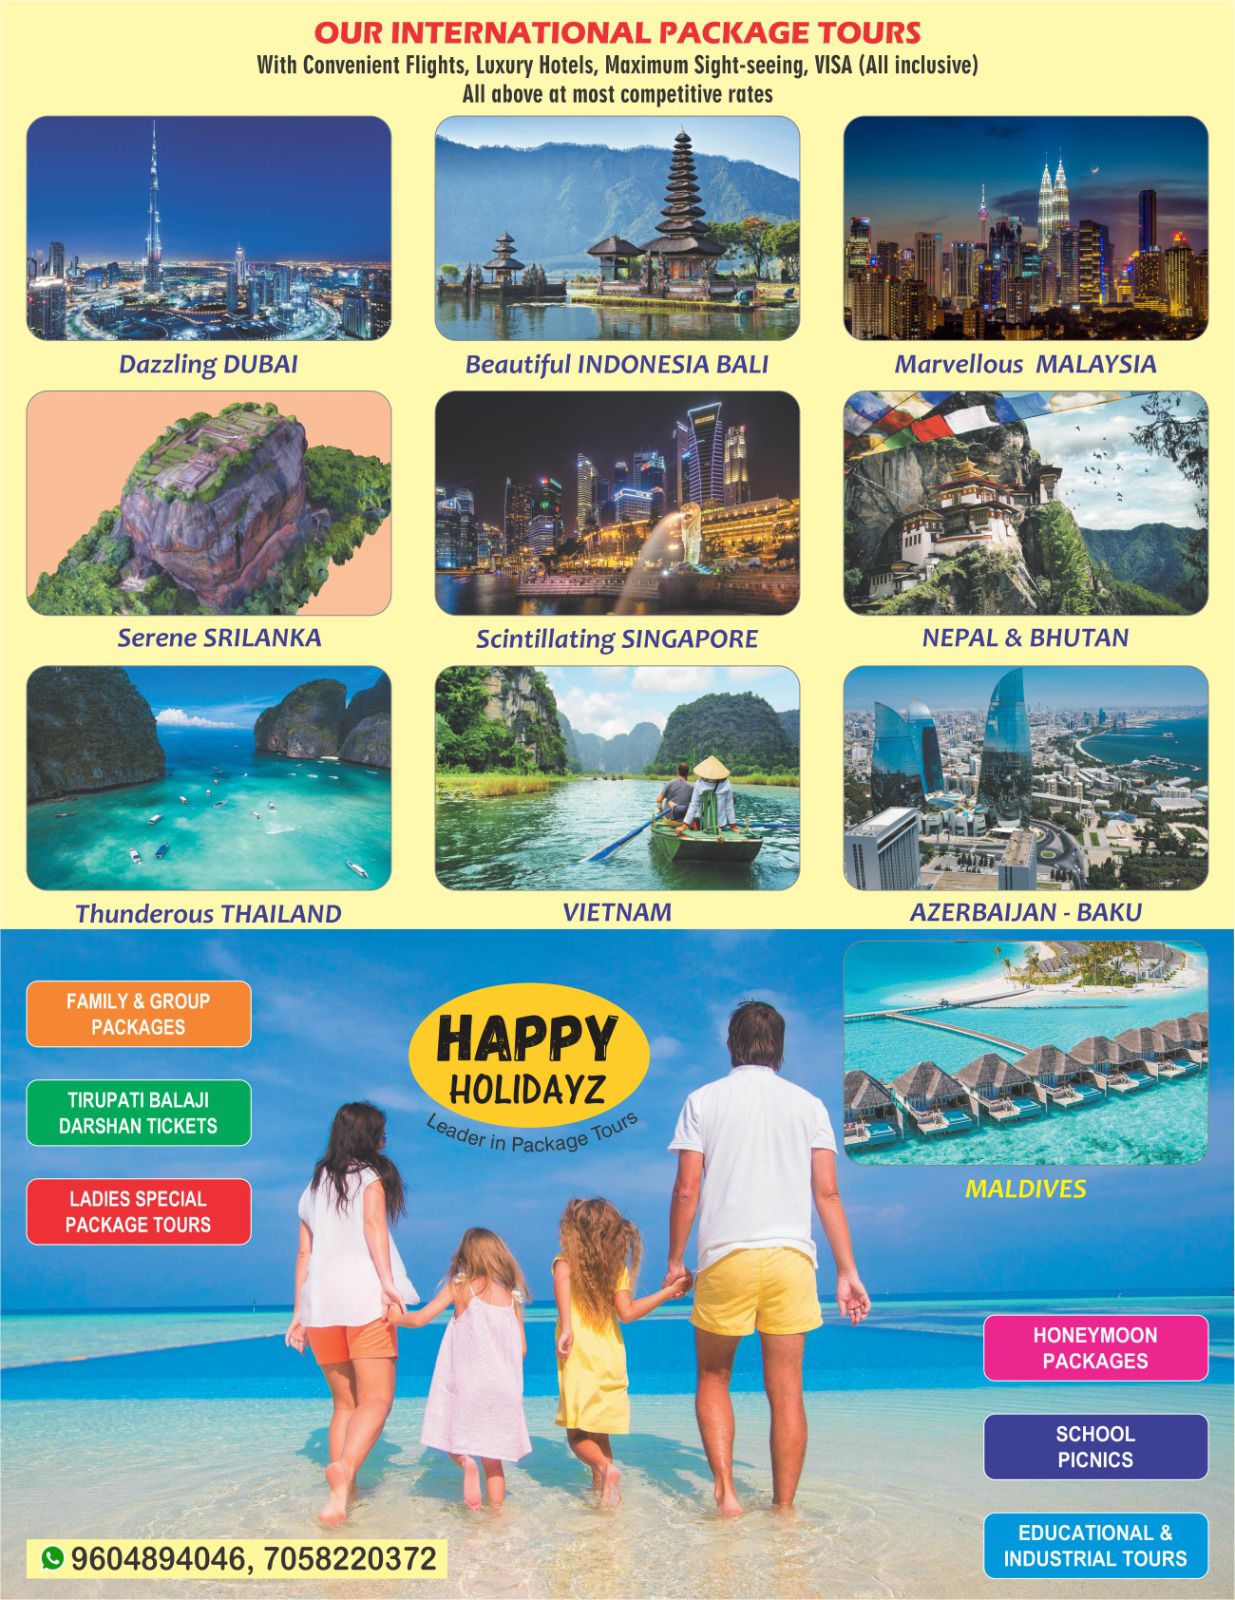 OUR INTERNATIONAL PACKAGE TOURS
With Convenient Flights, Luxury Hotels, Maximum Sight-seeing, VISA (All inclusive)
All above at most competitive rates
Dazzling DUBAI
Beautiful INDONESIA BALI
Marvellous MALAYSIA
Serene SRILANKA
Scintillating SINGAPORE
NEPAL & BHUTAN
Thunderous THAILAND
VIETNAM
AZERBAIJAN - BAKU
FAMILY & GROUP
PACKAGES
TIRUPATI BALAJI
DARSHAN TICKETS
LADIES SPECIAL
PACKAGE TOURS
HAPPY
HOLIDAYZ
Leader in Package Tours
MALDIVES
HONEYMOON
PACKAGES
SCHOOL
PICNICS
EDUCATIONAL &
INDUSTRIAL TOURS
9604894046, 7058220372